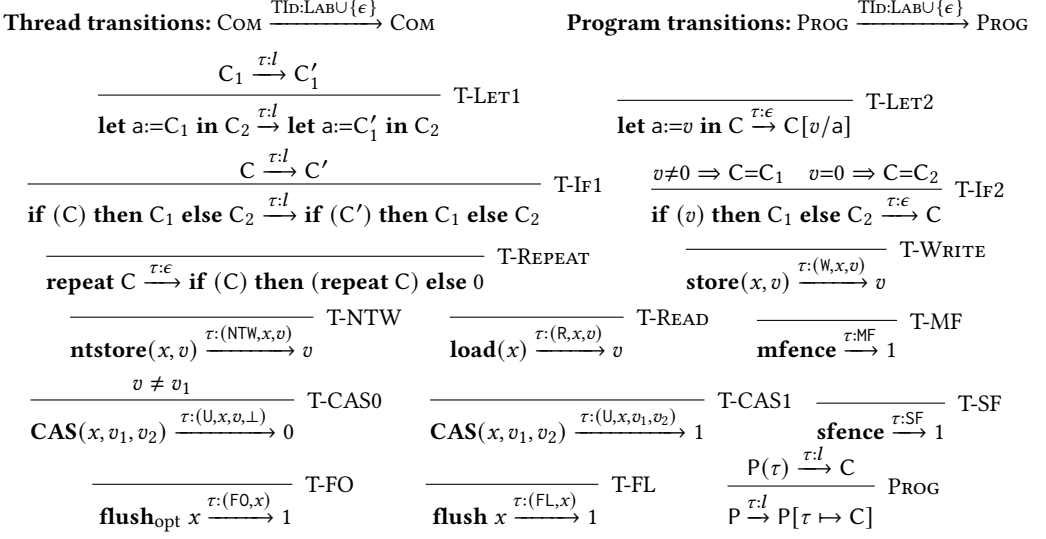 Thread transitions: Com TId:Lab∪{ϵ} ⟶ Com    Program transitions: Prog TId:Lab∪{ϵ} ⟶ Prog
C₁ —τ:l→ C₁′
T-Let1
let a:=C₁ in C₂ —τ:l→ let a:=C₁′ in C₂
T-Let2
let a:=v in C —τ:ϵ→ C[v/a]
C —τ:l→ C′
T-If1
if (C) then C₁ else C₂ —τ:l→ if (C′) then C₁ else C₂
v≠0 ⇒ C=C₁    v=0 ⇒ C=C₂
T-If2
if (v) then C₁ else C₂ —τ:ϵ→ C
T-Repeat
repeat C —τ:ϵ→ if (C) then (repeat C) else 0
T-Write
store(x, v) —τ:(W,x,v)→ v
T-NTW
ntstore(x, v) —τ:(NTW,x,v)→ v
T-Read
load(x) —τ:(R,x,v)→ v
T-MF
mfence —τ:MF→ 1
v ≠ v₁
T-CAS0
CAS(x, v₁, v₂) —τ:(U,x,v,⊥)→ 0
T-CAS1
CAS(x, v₁, v₂) —τ:(U,x,v₁,v₂)→ 1
T-SF
sfence —τ:SF→ 1
T-FO
flush_opt x —τ:(FO,x)→ 1
T-FL
flush x —τ:(FL,x)→ 1
P(τ) —τ:l→ C
Prog
P —τ:l→ P[τ ↦ C]